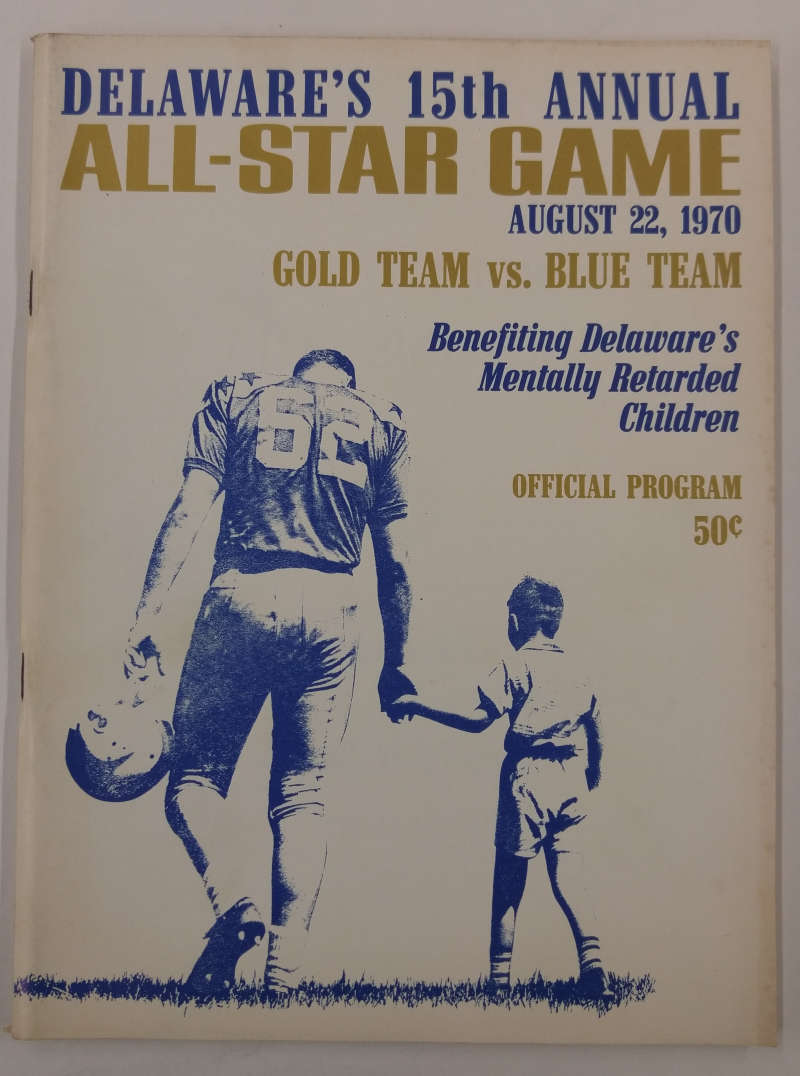 DELAWARE'S 15th ANNUAL
ALL-STAR GAME
AUGUST 22, 1970
GOLD TEAM vs. BLUE TEAM
Benefiting Delaware's
Mentally Retarded
Children
OFFICIAL PROGRAM
50¢
62